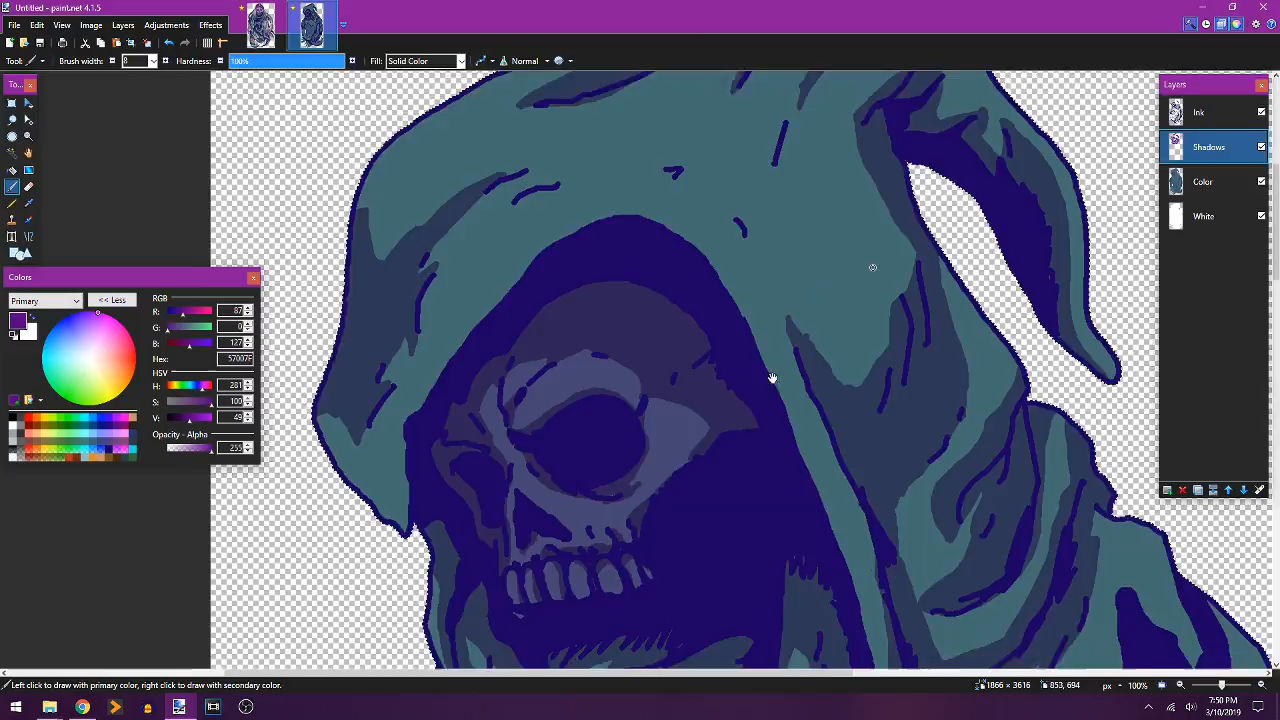 Untitled - paint.net 4.1.5
File Edit View Image Layers Adjustments Effects
Tool: Brush width: 8 Hardness: 100% Fill: Solid Color Normal
To...
Layers
Ink
Shadows
Color
White
Colors
Primary << Less
RGB
R: 87
G: 0
B: 127
Hex: 57007F
HSV
H: 281
S: 100
V: 49
Opacity - Alpha
255
Left click to draw with primary color, right click to draw with secondary color. 1866 × 3616 853, 694 px 100%
7:50 PM
3/10/2019